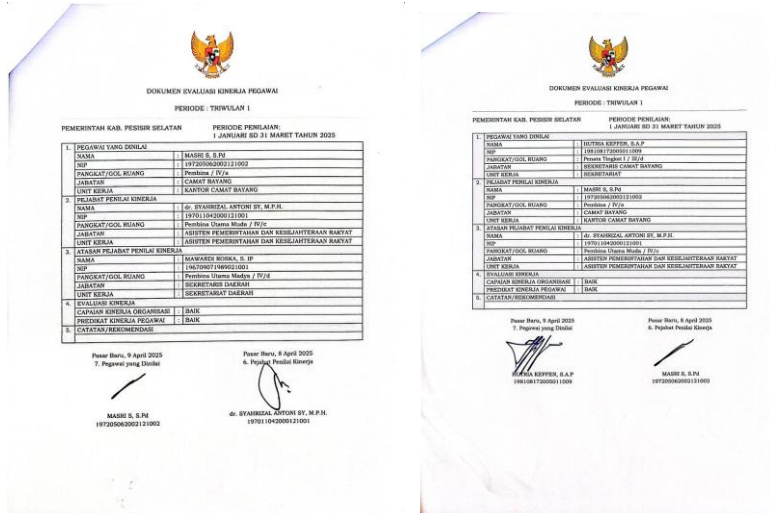 DOKUMEN EVALUASI KINERJA PEGAWAI
PERIODE : TRIWULAN 1
PEMERINTAH KAB. PESISIR SELATAN
PERIODE PENILAIAN:
1 JANUARI SD 31 MARET TAHUN 2025
1. PEGAWAI YANG DINILAI
NAMA : MASRI S, S.Pd
NIP : 197205062002121002
PANGKAT/GOL RUANG : Pembina / IV/a
JABATAN : CAMAT BAYANG
UNIT KERJA : KANTOR CAMAT BAYANG
2. PEJABAT PENILAI KINERJA
NAMA : dr. SYAHRIZAL ANTONI SY, M.P.H.
NIP : 197011042000121001
PANGKAT/GOL RUANG : Pembina Utama Muda / IV/c
JABATAN : ASISTEN PEMERINTAHAN DAN KESEJAHTERAAN RAKYAT
UNIT KERJA : ASISTEN PEMERINTAHAN DAN KESEJAHTERAAN RAKYAT
3. ATASAN PEJABAT PENILAI KINERJA
NAMA : MAWARDI ROSKA, S. IP
NIP : 196709071989021001
PANGKAT/GOL RUANG : Pembina Utama Madya / IV/d
JABATAN : SEKRETARIS DAERAH
UNIT KERJA : SEKRETARIAT DAERAH
4. EVALUASI KINERJA
CAPAIAN KINERJA ORGANISASI : BAIK
PREDIKAT KINERJA PEGAWAI : BAIK
5. CATATAN/REKOMENDASI
Pasar Baru, 9 April 2025
7. Pegawai yang Dinilai
MASRI S, S.Pd
197205062002121002
Pasar Baru, 8 April 2025
6. Pejabat Penilai Kinerja
dr. SYAHRIZAL ANTONI SY, M.P.H.
197011042000121001
DOKUMEN EVALUASI KINERJA PEGAWAI
PERIODE : TRIWULAN 1
PEMERINTAH KAB. PESISIR SELATAN
PERIODE PENILAIAN:
1 JANUARI SD 31 MARET TAHUN 2025
1. PEGAWAI YANG DINILAI
NAMA : HUTRIA KEFFEN, S.A.P
NIP : 198108172005011009
PANGKAT/GOL RUANG : Penata Tingkat I / III/d
JABATAN : SEKRETARIS CAMAT BAYANG
UNIT KERJA : SEKRETARIAT
2. PEJABAT PENILAI KINERJA
NAMA : MASRI S, S.Pd
NIP : 197205062002121002
PANGKAT/GOL RUANG : Pembina / IV/a
JABATAN : CAMAT BAYANG
UNIT KERJA : KANTOR CAMAT BAYANG
3. ATASAN PEJABAT PENILAI KINERJA
NAMA : dr. SYAHRIZAL ANTONI SY, M.P.H.
NIP : 197011042000121001
PANGKAT/GOL RUANG : Pembina Utama Muda / IV/c
JABATAN : ASISTEN PEMERINTAHAN DAN KESEJAHTERAAN RAKYAT
UNIT KERJA : ASISTEN PEMERINTAHAN DAN KESEJAHTERAAN RAKYAT
4. EVALUASI KINERJA
CAPAIAN KINERJA ORGANISASI : BAIK
PREDIKAT KINERJA PEGAWAI : BAIK
5. CATATAN/REKOMENDASI
Pasar Baru, 9 April 2025
7. Pegawai yang Dinilai
HUTRIA KEFFEN, S.A.P
198108172005011009
Pasar Baru, 8 April 2025
6. Pejabat Penilai Kinerja
MASRI S, S.Pd
197205062002121002